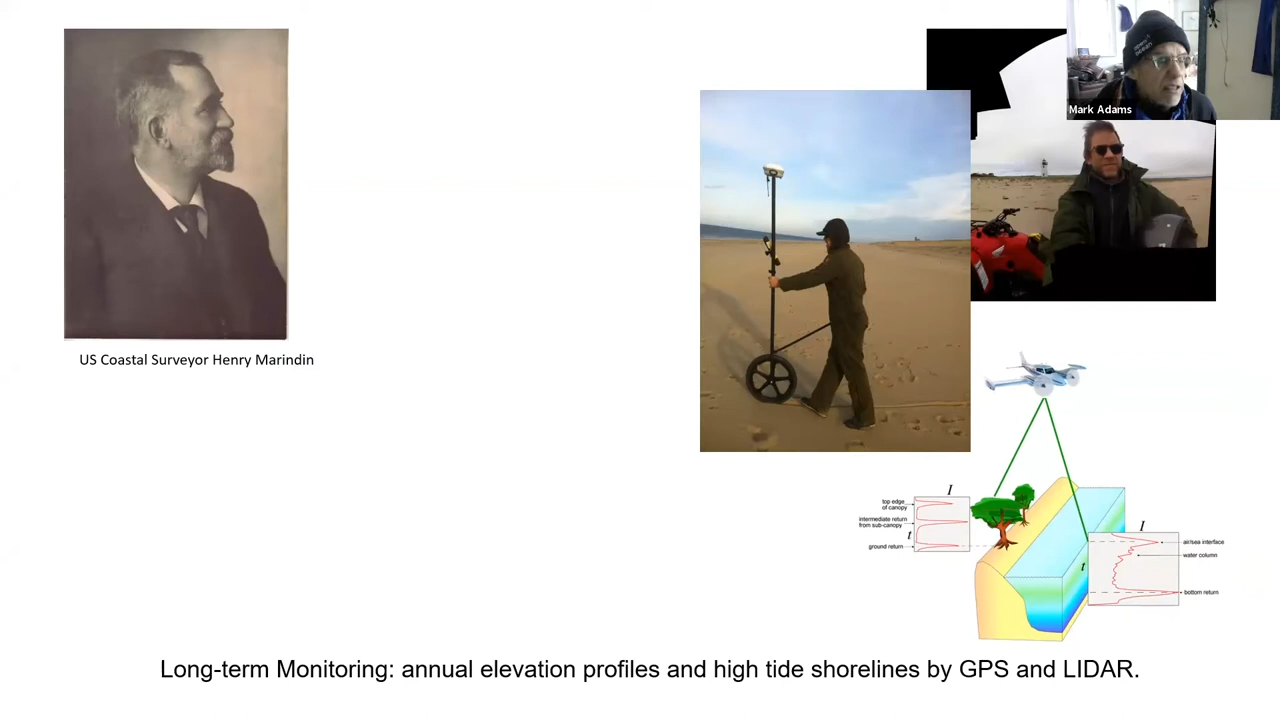 open
ocean
Mark Adams
US Coastal Surveyor Henry Marindin
I
top edge
of canopy
intermediate return
from sub-canopy
t
ground return
I
air/sea interface
water column
t
bottom return
Long-term Monitoring: annual elevation profiles and high tide shorelines by GPS and LIDAR.